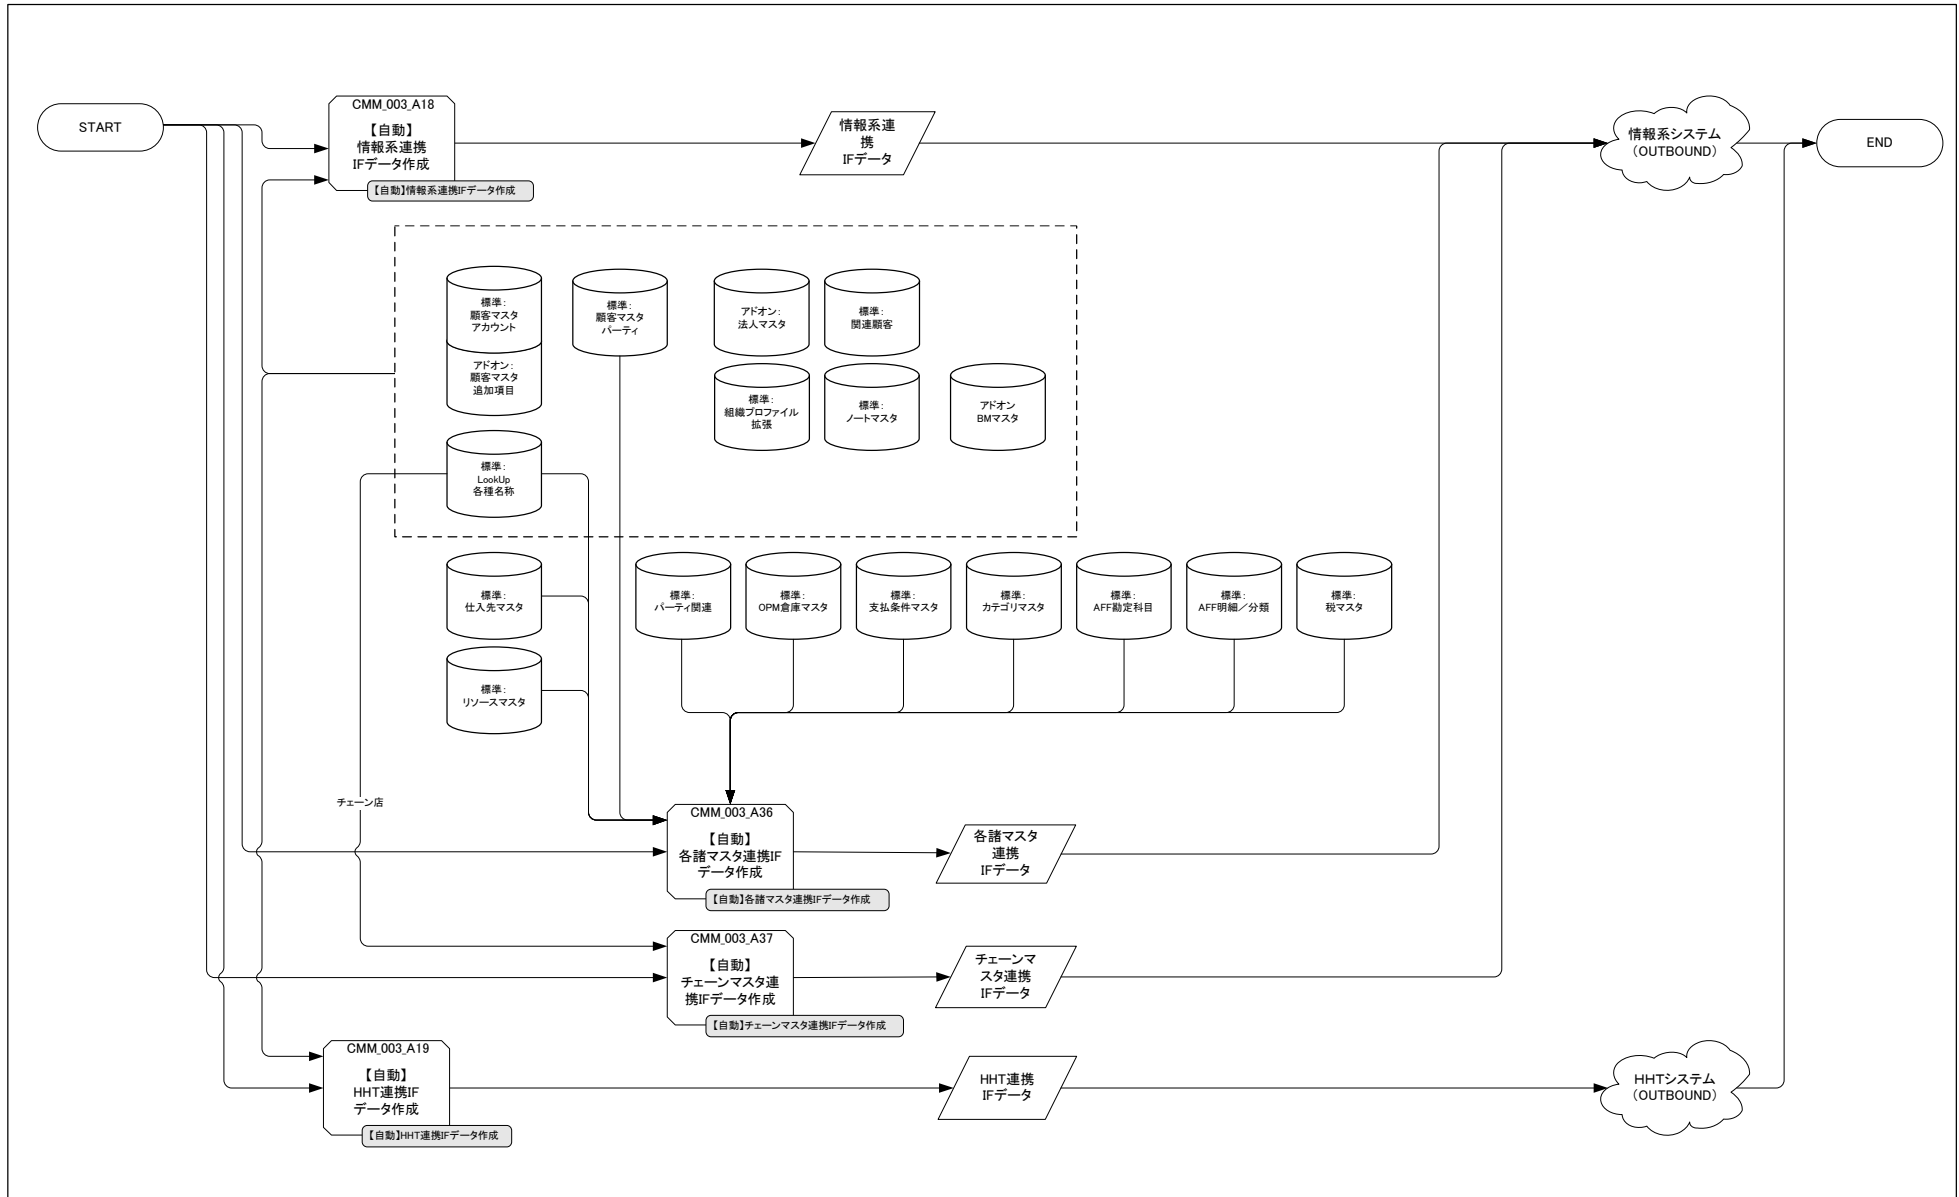 START
CMM_003_A18
【自動】
情報系連携
IFデータ作成
【自動】情報系連携IFデータ作成
情報系連
携
IFデータ
情報系システム
（OUTBOUND）
END
標準：
顧客マスタ
アカウント
標準：
顧客マスタ
パーティ
アドオン：
法人マスタ
標準：
関連顧客
アドオン：
顧客マスタ
追加項目
標準：
組織プロファイル
拡張
標準：
ノートマスタ
アドオン
BMマスタ
標準：
LookUp
各種名称
標準：
仕入先マスタ
標準：
パーティ関連
標準：
OPM倉庫マスタ
標準：
支払条件マスタ
標準：
カテゴリマスタ
標準：
AFF勘定科目
標準：
AFF明細／分類
標準：
税マスタ
標準：
リソースマスタ
チェーン店
CMM_003_A36
【自動】
各諸マスタ連携IF
データ作成
【自動】各諸マスタ連携IFデータ作成
各諸マスタ
連携
IFデータ
CMM_003_A37
【自動】
チェーンマスタ連
携IFデータ作成
【自動】チェーンマスタ連携IFデータ作成
チェーンマ
スタ連携
IFデータ
CMM_003_A19
【自動】
HHT連携IF
データ作成
【自動】HHT連携IFデータ作成
HHT連携
IFデータ
HHTシステム
（OUTBOUND）